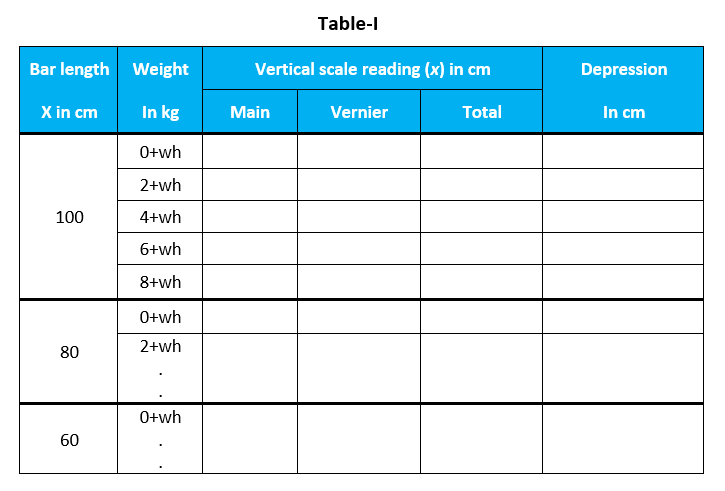 Table-I
Bar length Weight Vertical scale reading (x) in cm Depression
X in cm In kg Main Vernier Total In cm
0+wh
2+wh
100 4+wh
6+wh
8+wh
0+wh
80 2+wh
.
.
0+wh
60 .
.